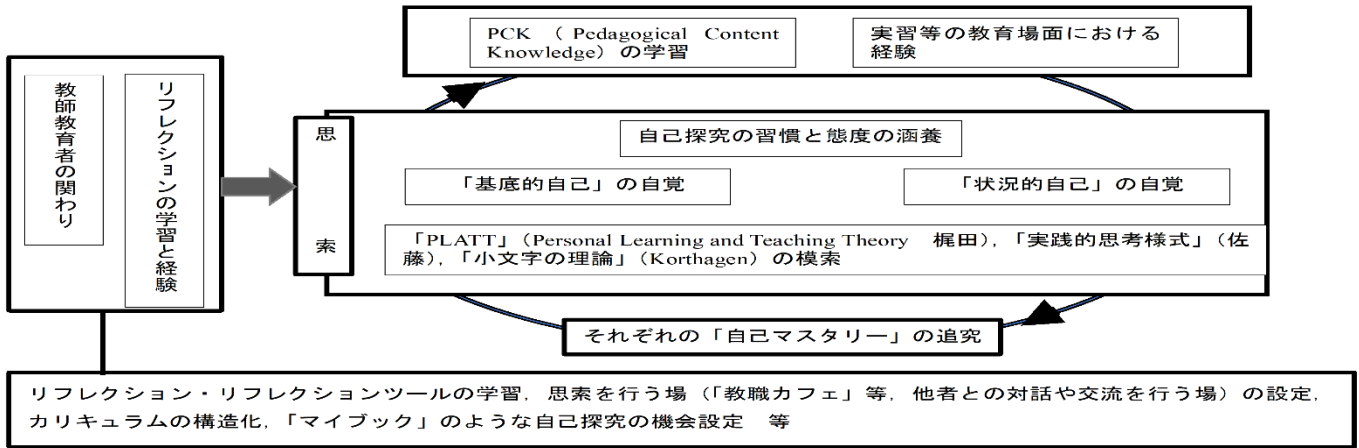 PCK （Pedagogical Content
Knowledge）の学習
実習等の教育場面における
経験
教師教育者の関わり
リフレクションの学習と経験
思索
自己探究の習慣と態度の涵養
「基底的自己」の自覚
「状況的自己」の自覚
「PLATT」（Personal Learning and Teaching Theory　梶田），「実践的思考様式」（佐
藤），「小文字の理論」（Korthagen）の模索
それぞれの「自己マスタリー」の追究
リフレクション・リフレクションツールの学習，思索を行う場（「教職カフェ」等，他者との対話や交流を行う場）の設定，
カリキュラムの構造化，「マイブック」のような自己探究の機会設定　等